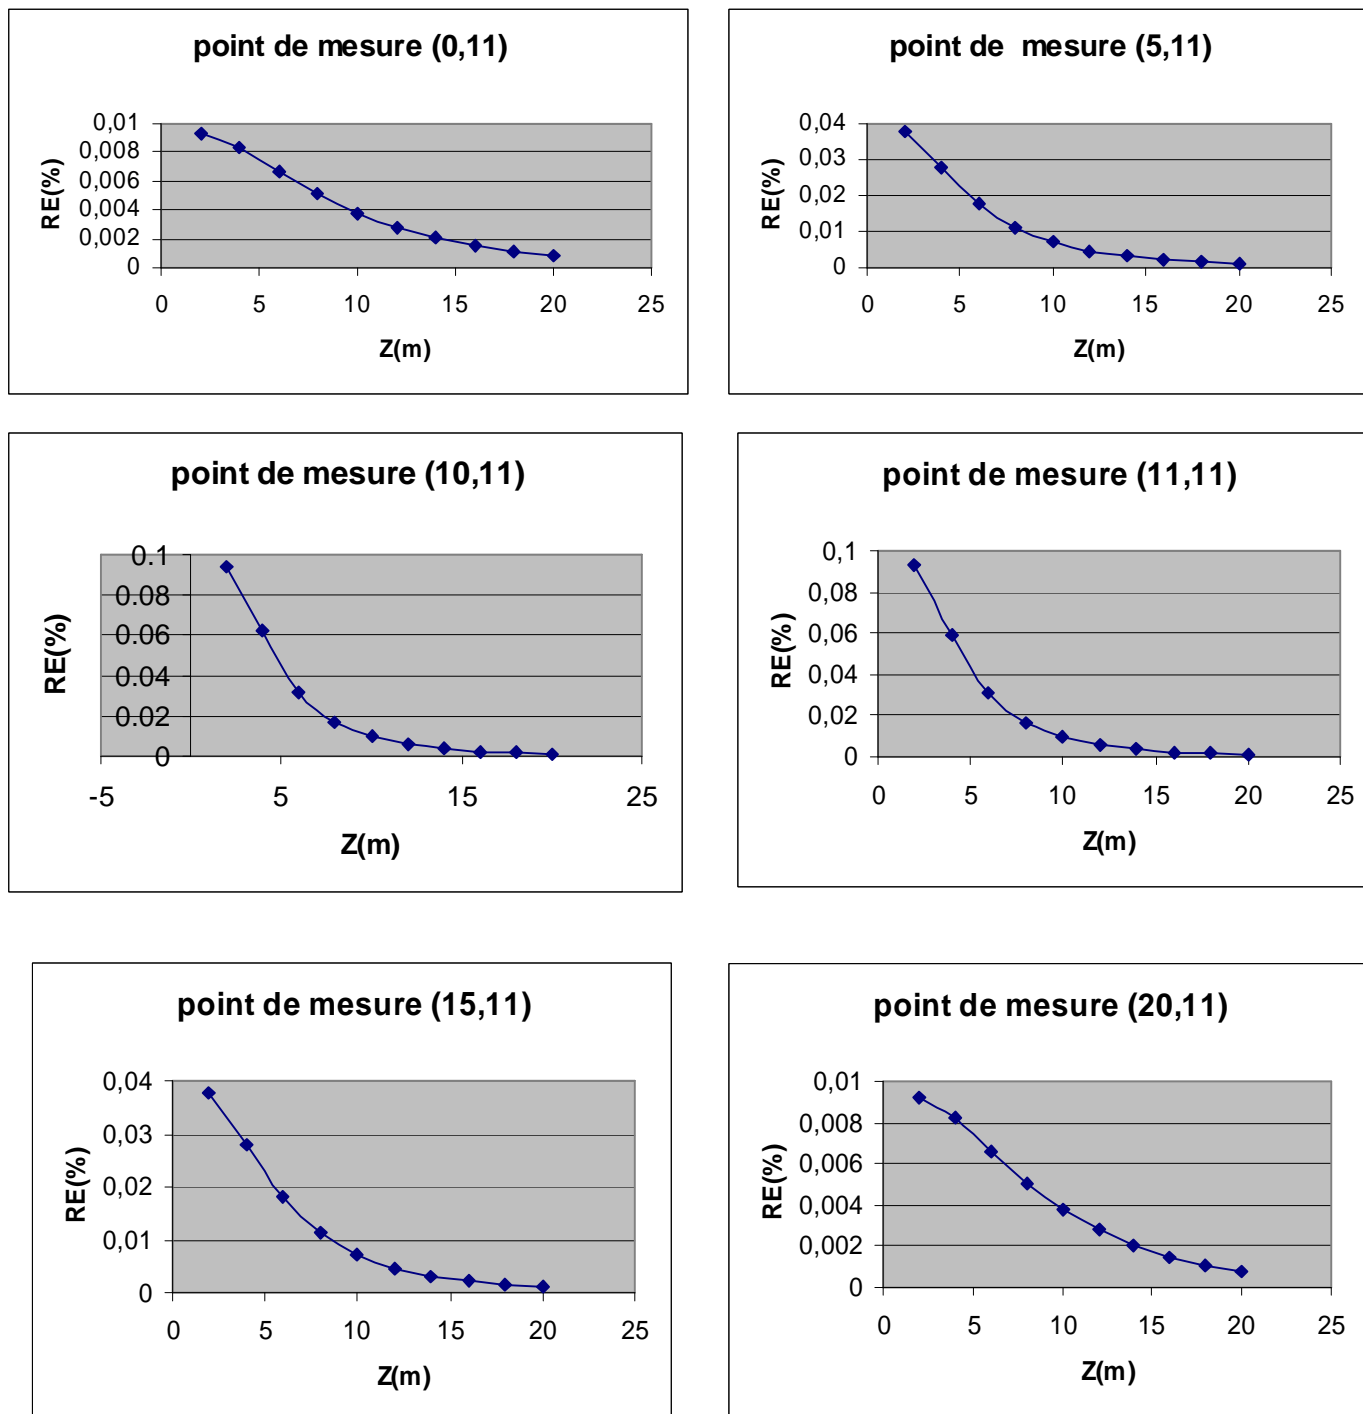 point de mesure (0,11)
0,01
0,008
0,006
0,004
0,002
0
RE(%)
0 5 10 15 20 25
Z(m)
point de mesure (5,11)
0,04
0,03
0,02
0,01
0
RE(%)
0 5 10 15 20 25
Z(m)
point de mesure (10,11)
0.1
0.08
0.06
0.04
0.02
0
RE(%)
-5 5 15 25
Z(m)
point de mesure (11,11)
0,1
0,08
0,06
0,04
0,02
0
RE(%)
0 5 10 15 20 25
Z(m)
point de mesure (15,11)
0,04
0,03
0,02
0,01
0
RE(%)
0 5 10 15 20 25
Z(m)
point de mesure (20,11)
0,01
0,008
0,006
0,004
0,002
0
RE(%)
0 5 10 15 20 25
Z(m)